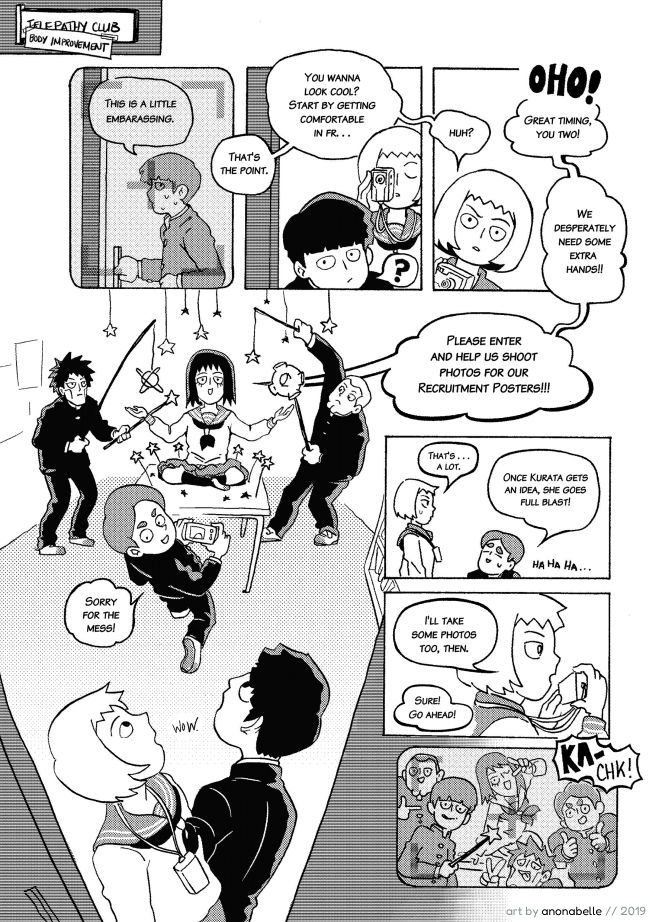 TELEPATHY CLUB
BODY IMPROVEMENT
THIS IS A LITTLE
EMBARASSING.
THAT'S
THE POINT.
YOU WANNA
LOOK COOL?
START BY GETTING
COMFORTABLE
IN FR. . .
?
HUH?
OHO!
GREAT TIMING,
YOU TWO!
WE
DESPERATELY
NEED SOME
EXTRA
HANDS!!
PLEASE ENTER
AND HELP US SHOOT
PHOTOS FOR OUR
RECRUITMENT POSTERS!!!
SORRY
FOR THE
MESS!
WOW.
THAT'S . . .
A LOT.
ONCE KURATA GETS
AN IDEA, SHE GOES
FULL BLAST!
HA HA HA...
I'LL TAKE
SOME PHOTOS
TOO, THEN.
SURE!
GO AHEAD!
KA-
CHK!
art by anonabelle // 2019